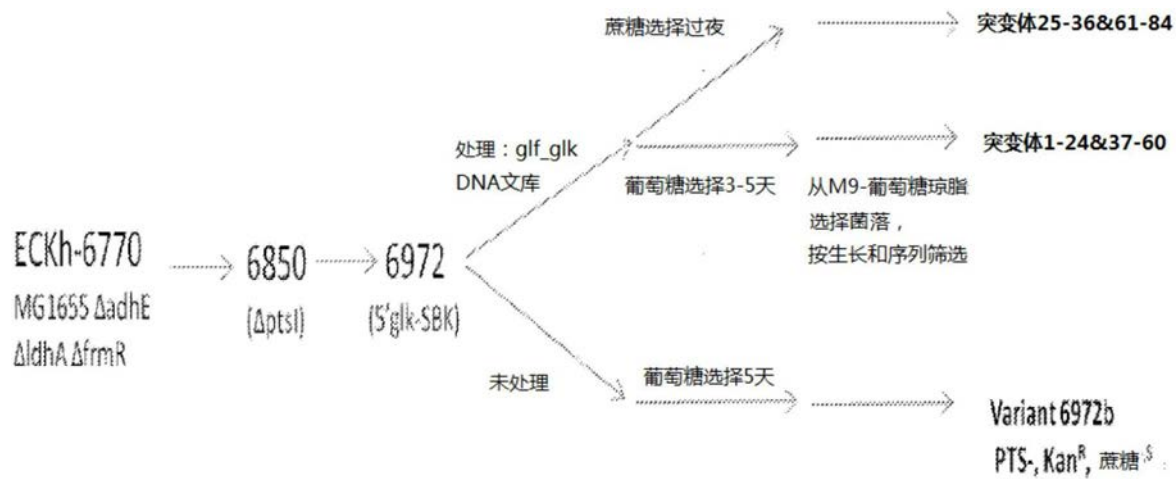 蔗糖选择过夜
突变体25-36&61-84
处理：glf_glk
DNA文库
葡萄糖选择3-5天
从M9-葡萄糖琼脂
选择菌落，
按生长和序列筛选
突变体1-24&37-60
ECKh-6770
MG1655 ΔadhE
ΔldhA ΔfrmR
6850
(ΔptsI)
6972
(5'glk-SBK)
未处理
葡萄糖选择5天
Variant 6972b
PTS-, Kanᴿ, 蔗糖ˢ